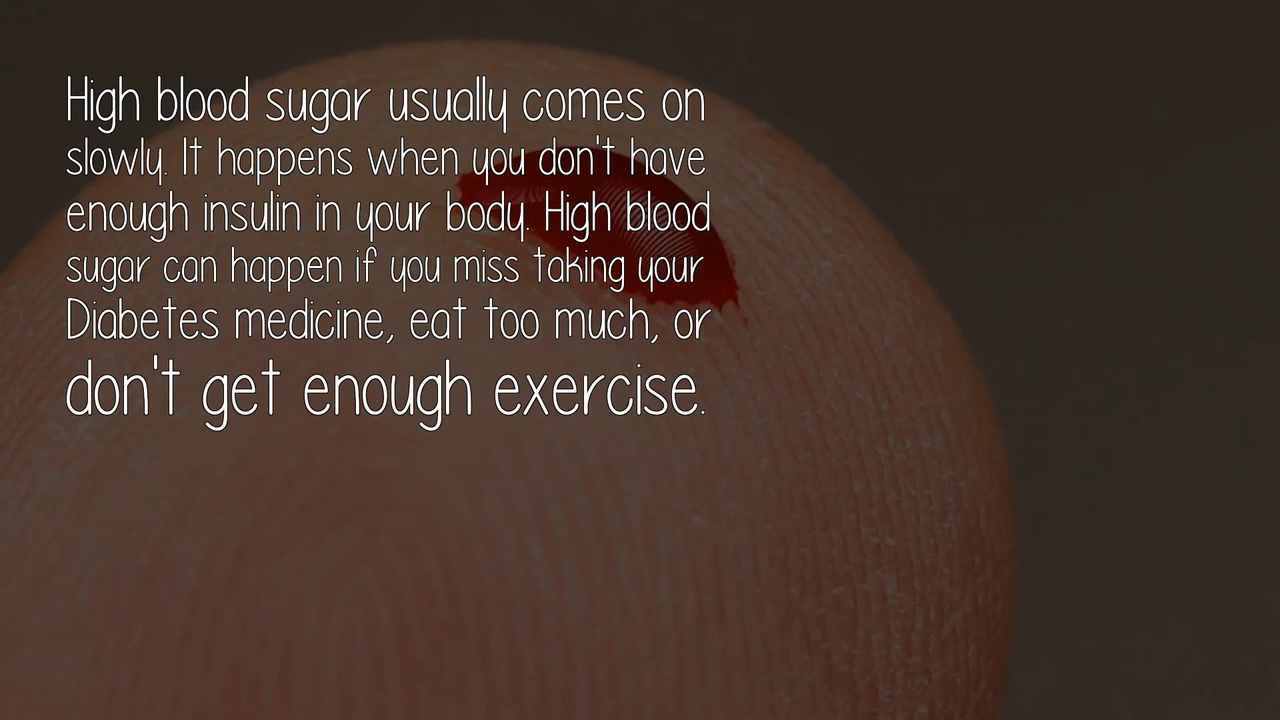 High blood sugar usually comes on
slowly. It happens when you don't have
enough insulin in your body. High blood
sugar can happen if you miss taking your
Diabetes medicine, eat too much, or
don't get enough exercise.